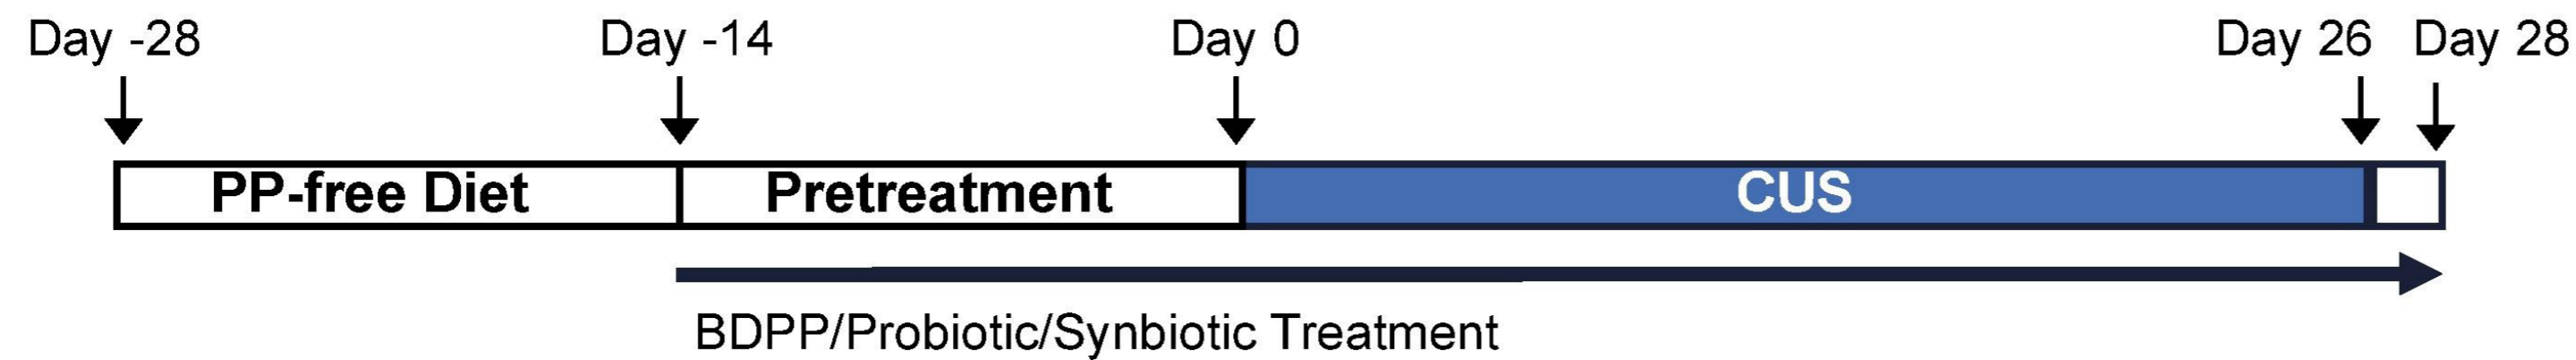 Day -28 Day -14 Day 0 Day 26 Day 28
PP-free Diet Pretreatment CUS
BDPP/Probiotic/Synbiotic Treatment